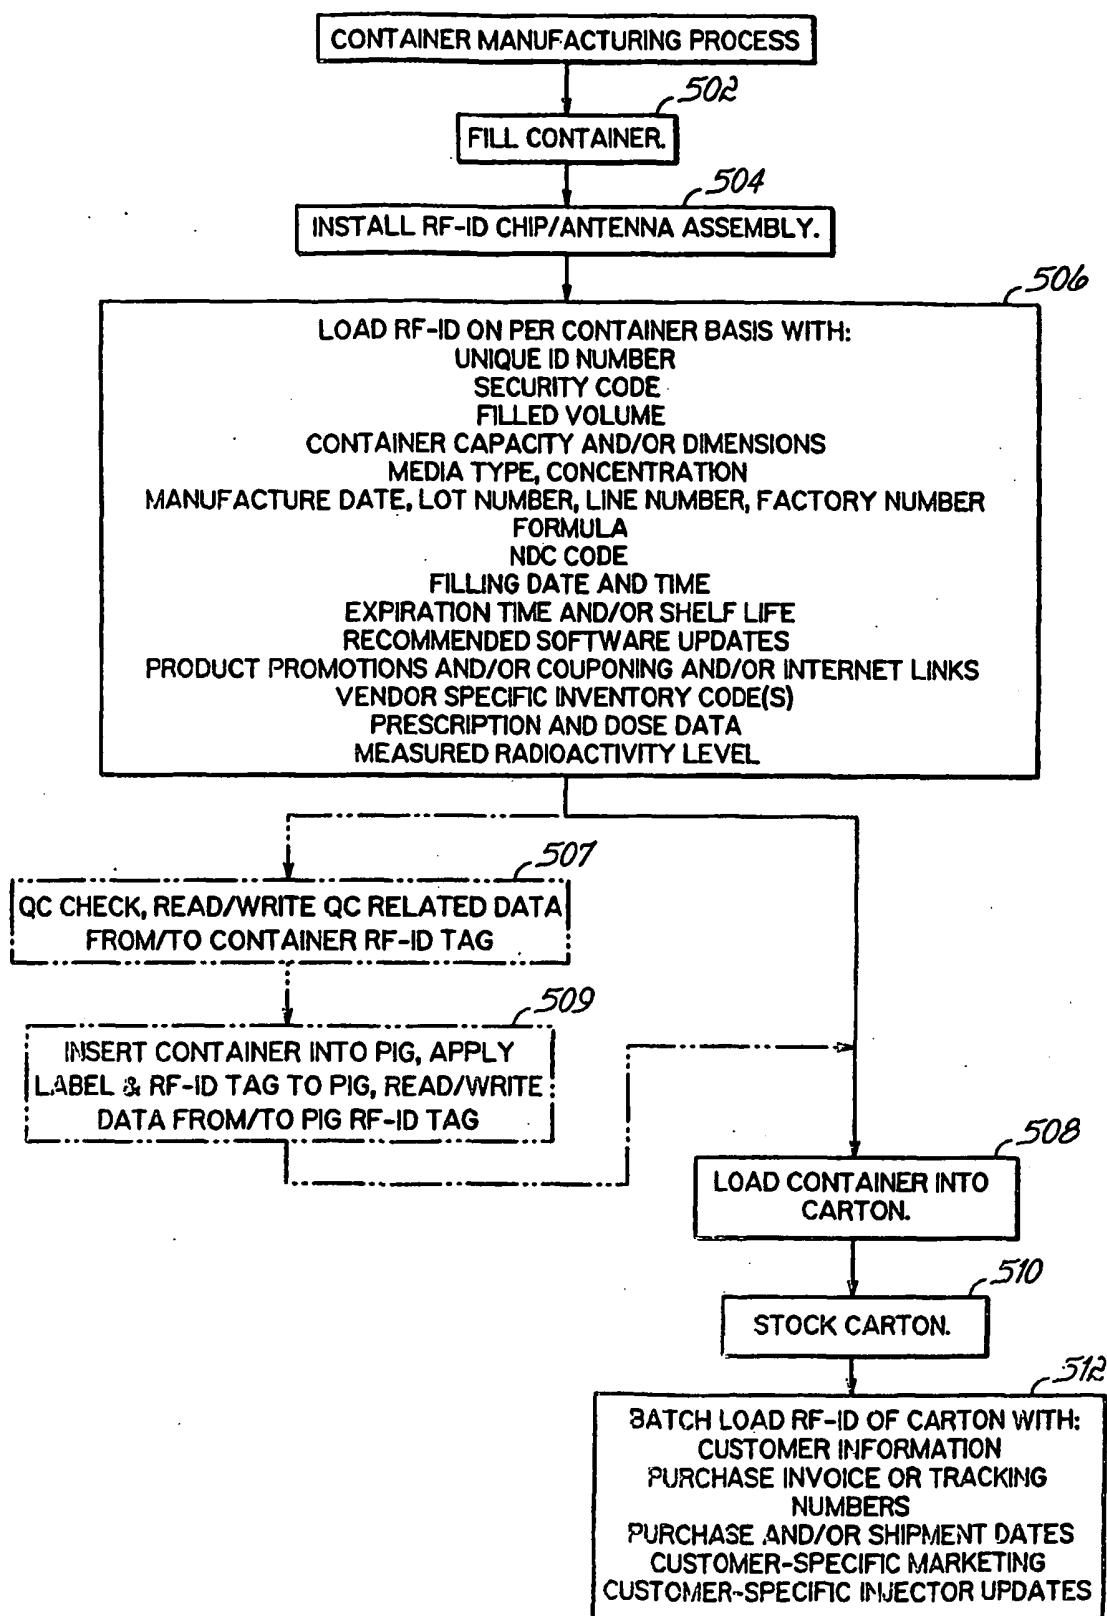 CONTAINER MANUFACTURING PROCESS
502
FILL CONTAINER.
504
INSTALL RF-ID CHIP/ANTENNA ASSEMBLY.
506
LOAD RF-ID ON PER CONTAINER BASIS WITH:
UNIQUE ID NUMBER
SECURITY CODE
FILLED VOLUME
CONTAINER CAPACITY AND/OR DIMENSIONS
MEDIA TYPE, CONCENTRATION
MANUFACTURE DATE, LOT NUMBER, LINE NUMBER, FACTORY NUMBER
FORMULA
NDC CODE
FILLING DATE AND TIME
EXPIRATION TIME AND/OR SHELF LIFE
RECOMMENDED SOFTWARE UPDATES
PRODUCT PROMOTIONS AND/OR COUPONING AND/OR INTERNET LINKS
VENDOR SPECIFIC INVENTORY CODE(S)
PRESCRIPTION AND DOSE DATA
MEASURED RADIOACTIVITY LEVEL
507
QC CHECK, READ/WRITE QC RELATED DATA
FROM/TO CONTAINER RF-ID TAG
509
INSERT CONTAINER INTO PIG, APPLY
LABEL & RF-ID TAG TO PIG, READ/WRITE
DATA FROM/TO PIG RF-ID TAG
508
LOAD CONTAINER INTO
CARTON.
510
STOCK CARTON.
512
BATCH LOAD RF-ID OF CARTON WITH:
CUSTOMER INFORMATION
PURCHASE INVOICE OR TRACKING
NUMBERS
PURCHASE AND/OR SHIPMENT DATES
CUSTOMER-SPECIFIC MARKETING
CUSTOMER-SPECIFIC INJECTOR UPDATES